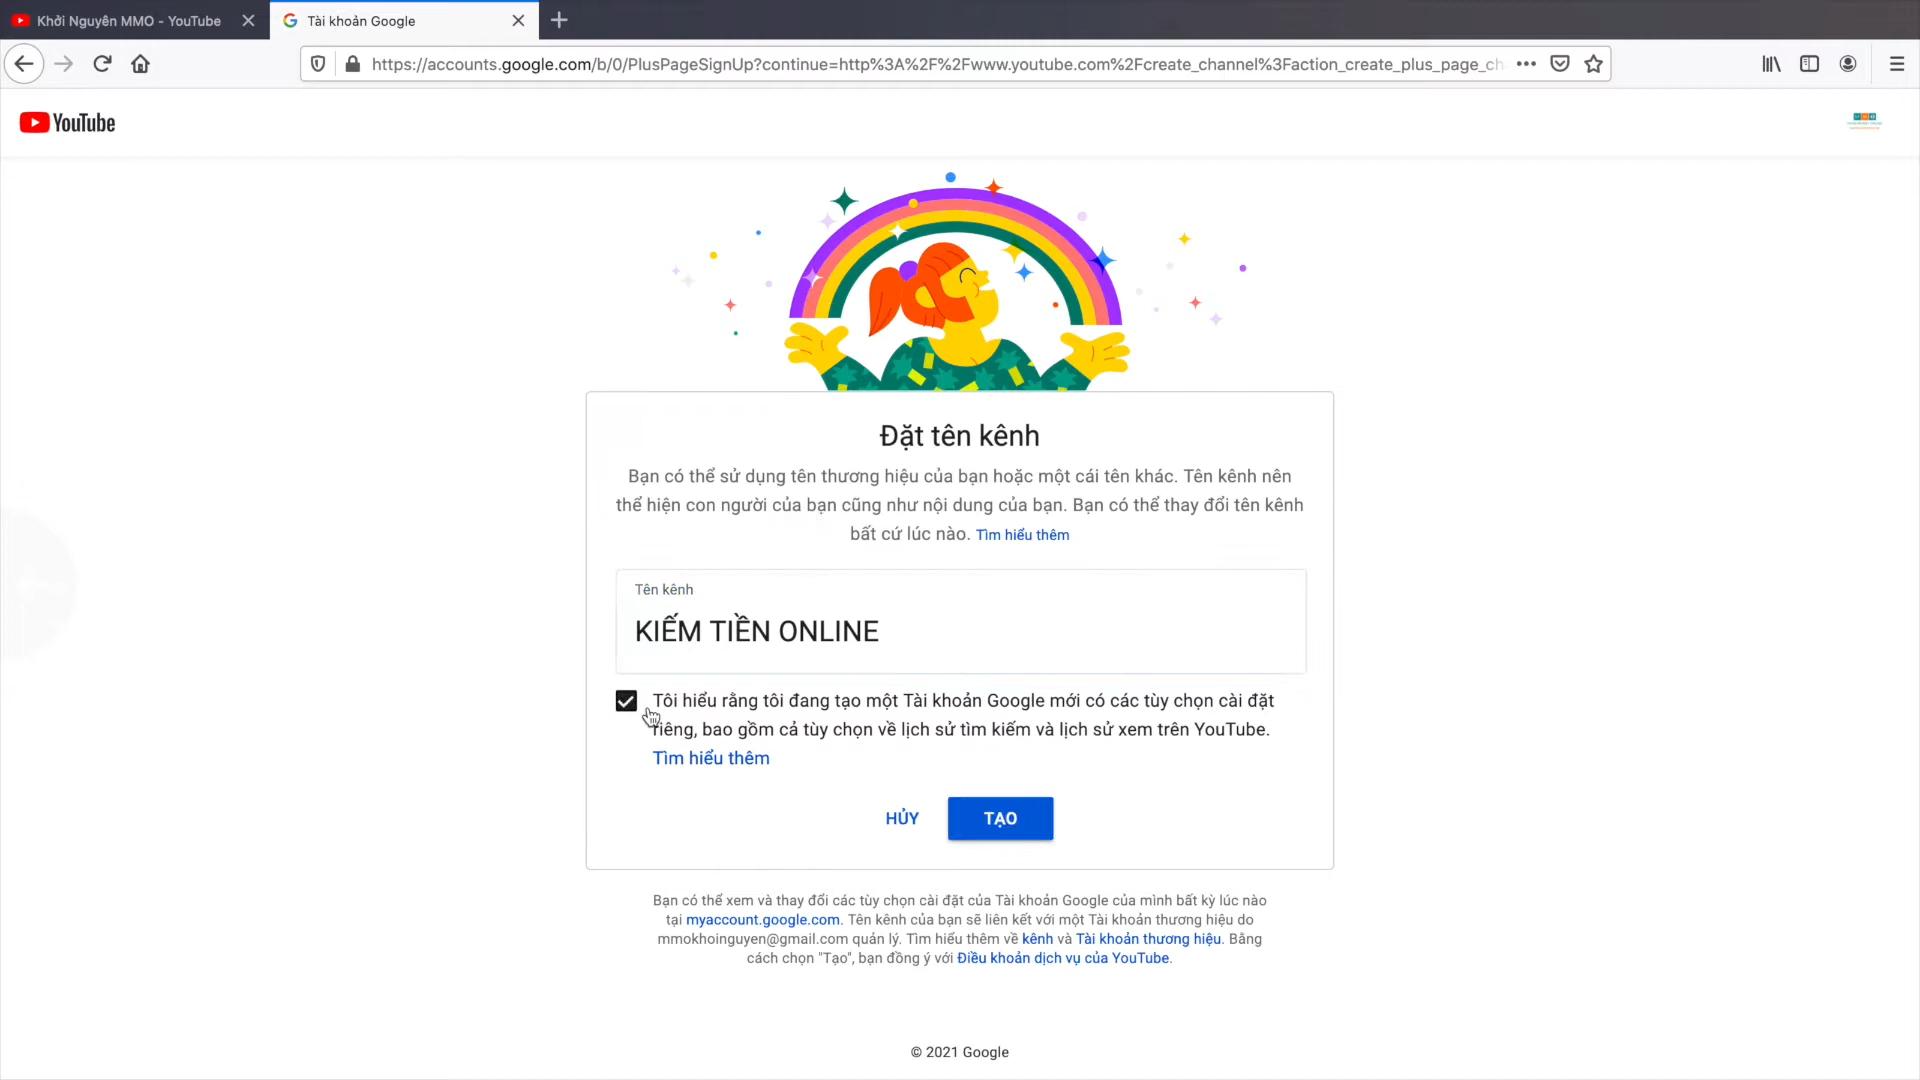 Khởi Nguyên MMO - YouTube
Tài khoản Google
https://accounts.google.com/b/0/PlusPageSignUp?continue=http%3A%2F%2Fwww.youtube.com%2Fcreate_channel%3Faction_create_plus_page_ch
YouTube
Đặt tên kênh
Bạn có thể sử dụng tên thương hiệu của bạn hoặc một cái tên khác. Tên kênh nên
thể hiện con người của bạn cũng như nội dung của bạn. Bạn có thể thay đổi tên kênh
bất cứ lúc nào. Tìm hiểu thêm
Tên kênh
KIẾM TIỀN ONLINE
Tôi hiểu rằng tôi đang tạo một Tài khoản Google mới có các tùy chọn cài đặt
riêng, bao gồm cả tùy chọn về lịch sử tìm kiếm và lịch sử xem trên YouTube.
Tìm hiểu thêm
HỦY
TẠO
Bạn có thể xem và thay đổi các tùy chọn cài đặt của Tài khoản Google của mình bất kỳ lúc nào
tại myaccount.google.com. Tên kênh của bạn sẽ liên kết với một Tài khoản thương hiệu do
mmokhoinguyen@gmail.com quản lý. Tìm hiểu thêm về kênh và Tài khoản thương hiệu. Bằng
cách chọn "Tạo", bạn đồng ý với Điều khoản dịch vụ của YouTube.
© 2021 Google